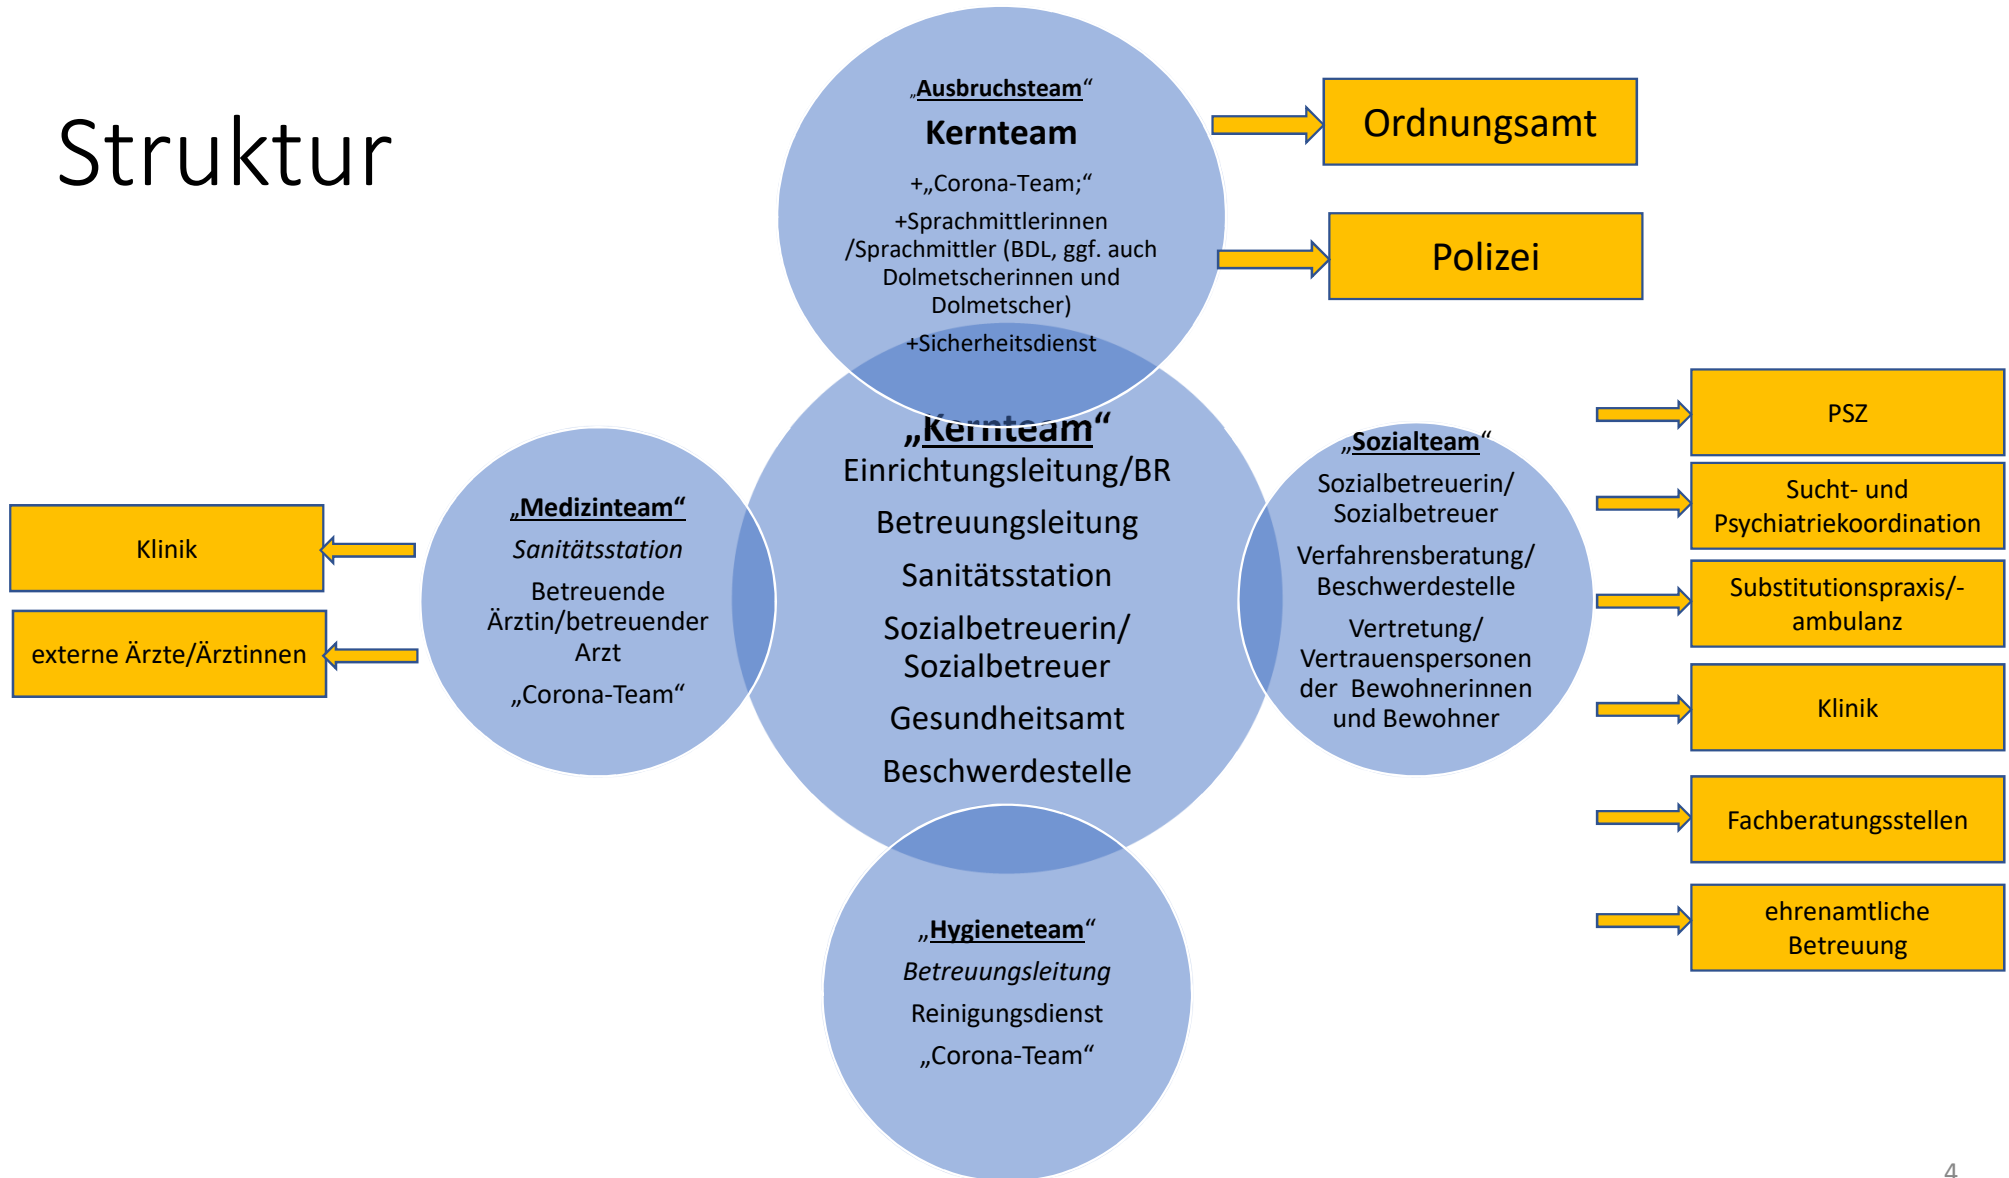 Struktur
„Ausbruchsteam“
Kernteam
+„Corona-Team;“
+Sprachmittlerinnen
/Sprachmittler (BDL, ggf. auch
Dolmetscherinnen und
Dolmetscher)
+Sicherheitsdienst
Ordnungsamt
Polizei
„Kernteam“
Einrichtungsleitung/BR
Betreuungsleitung
Sanitätsstation
Sozialbetreuerin/
Sozialbetreuer
Gesundheitsamt
Beschwerdestelle
„Medizinteam“
Sanitätsstation
Betreuende
Ärztin/betreuender
Arzt
„Corona-Team“
Klinik
externe Ärzte/Ärztinnen
„Sozialteam“
Sozialbetreuerin/
Sozialbetreuer
Verfahrensberatung/
Beschwerdestelle
Vertretung/
Vertrauenspersonen
der Bewohnerinnen
und Bewohner
PSZ
Sucht- und
Psychiatriekoordination
Substitutionspraxis/-
ambulanz
Klinik
Fachberatungsstellen
ehrenamtliche
Betreuung
„Hygieneteam“
Betreuungsleitung
Reinigungsdienst
„Corona-Team“
4